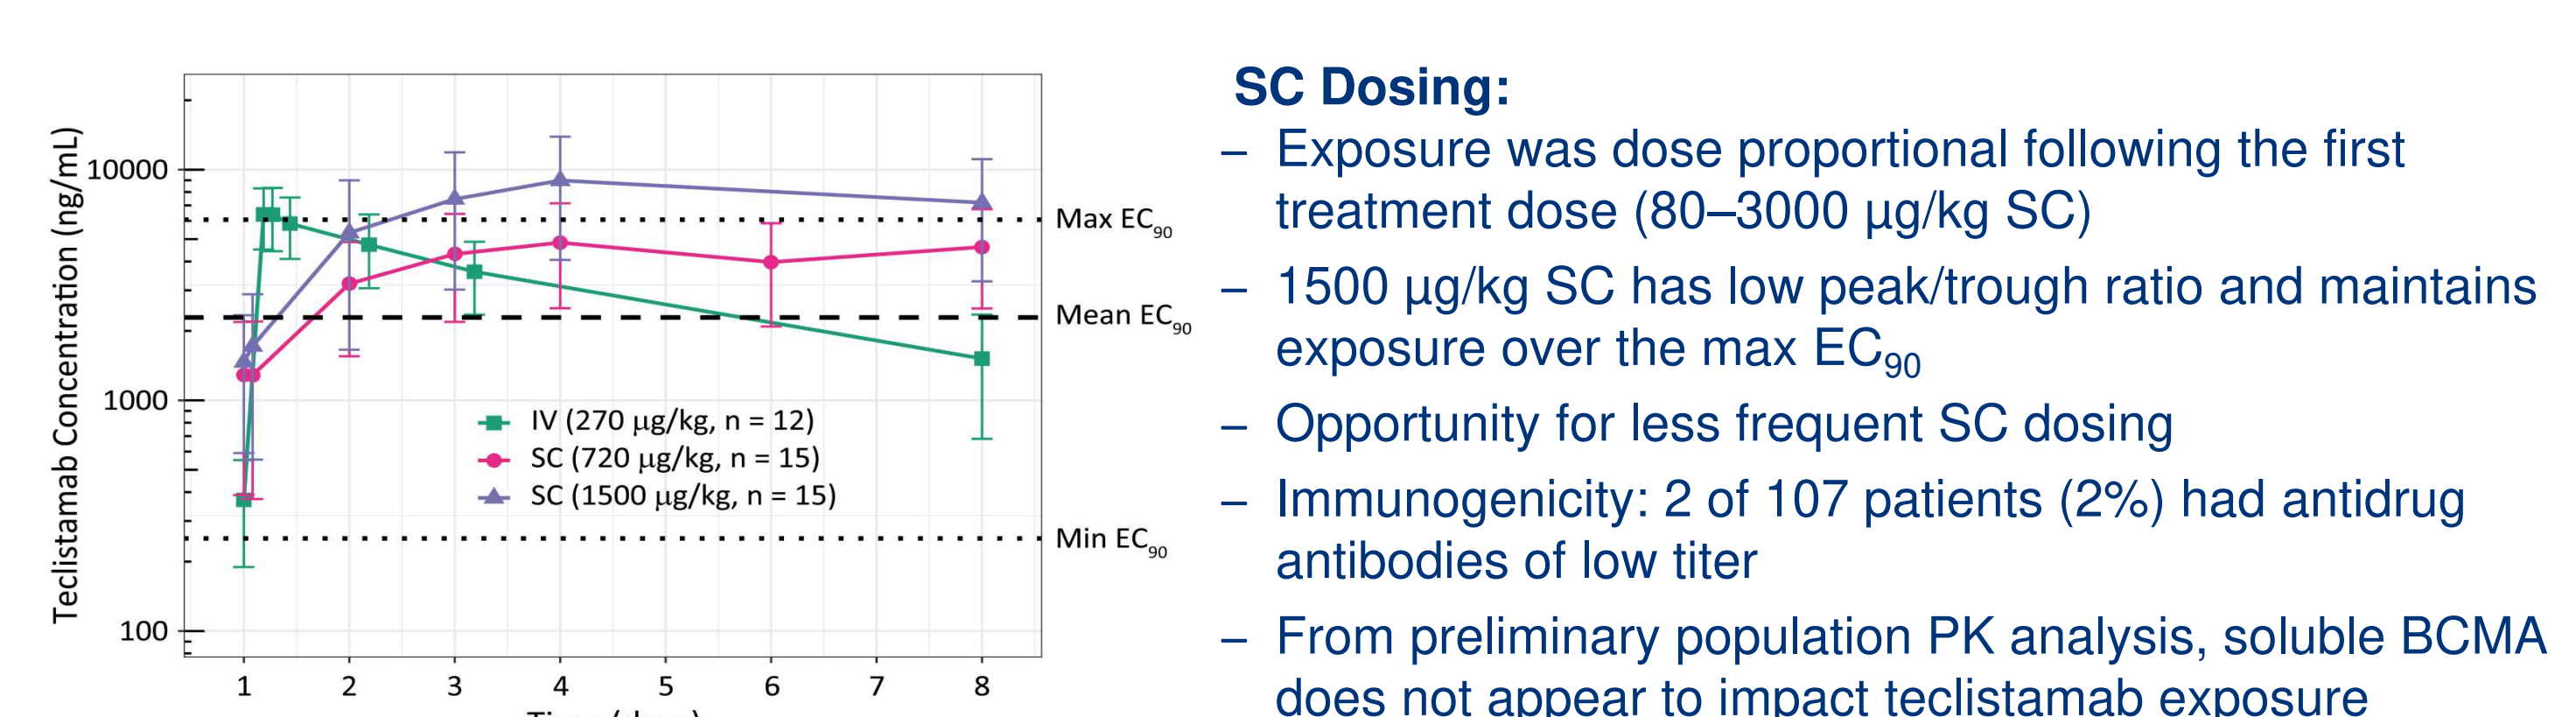 Teclistamab Concentration (ng/mL)
10000
1000
100
Max EC90
Mean EC90
Min EC90
IV (270 µg/kg, n = 12)
SC (720 µg/kg, n = 15)
SC (1500 µg/kg, n = 15)
1 2 3 4 5 6 7 8
SC Dosing:
– Exposure was dose proportional following the first
treatment dose (80–3000 µg/kg SC)
– 1500 µg/kg SC has low peak/trough ratio and maintains
exposure over the max EC90
– Opportunity for less frequent SC dosing
– Immunogenicity: 2 of 107 patients (2%) had antidrug
antibodies of low titer
– From preliminary population PK analysis, soluble BCMA
does not appear to impact teclistamab exposure